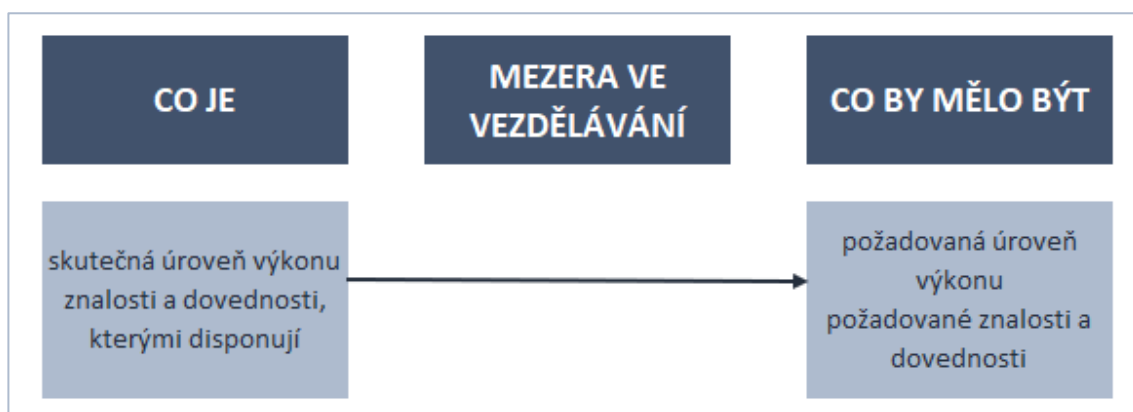 CO JE
MEZERA VE
VEZDĚLÁVÁNÍ
CO BY MĚLO BÝT
skutečná úroveň výkonu
znalosti a dovednosti,
kterými disponují
požadovaná úroveň
výkonu
požadované znalosti a
dovednosti